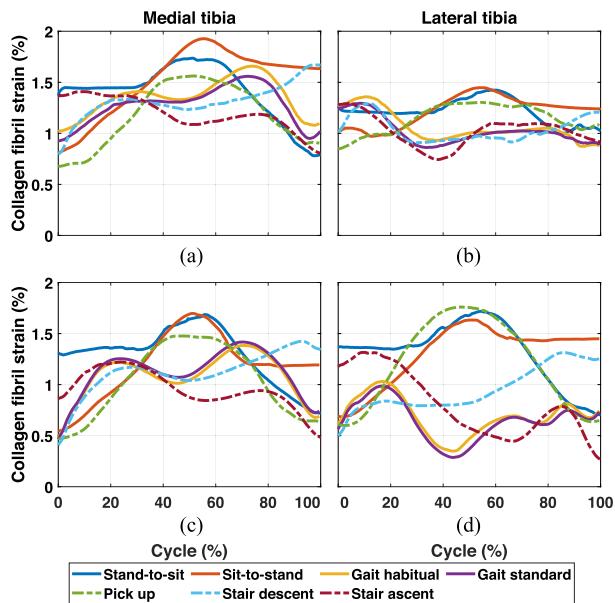 Medial tibia Lateral tibia
Collagen fibril strain (%)
2
1.5
1
0.5
0
(a) (b)
Collagen fibril strain (%)
2
1.5
1
0.5
0
0 20 40 60 80 100 0 20 40 60 80 100
(c) (d)
Cycle (%) Cycle (%)
Stand-to-sit Sit-to-stand Gait habitual Gait standard
Pick up Stair descent Stair ascent